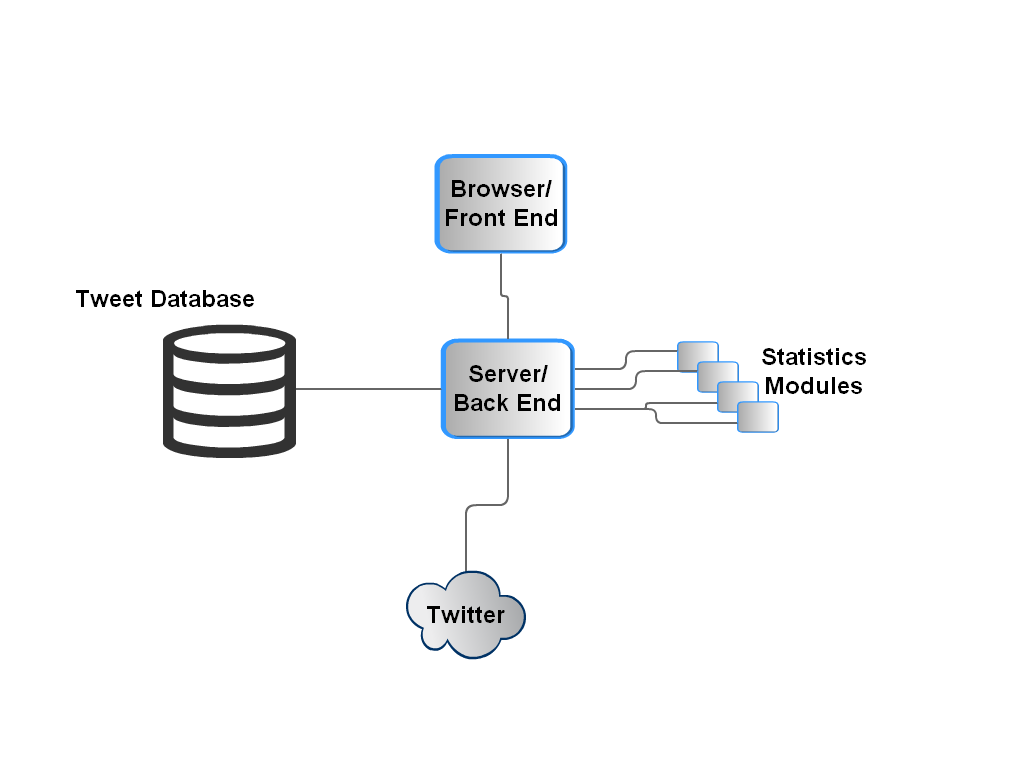 Browser/
Front End
Tweet Database
Server/
Back End
Statistics
Modules
Twitter